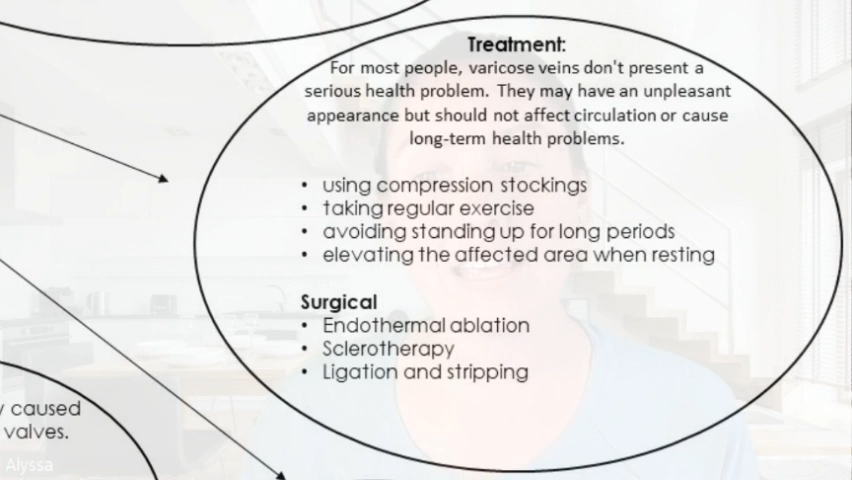 Treatment:
For most people, varicose veins don't present a
serious health problem. They may have an unpleasant
appearance but should not affect circulation or cause
long-term health problems.
• using compression stockings
• taking regular exercise
• avoiding standing up for long periods
• elevating the affected area when resting
Surgical
• Endothermal ablation
• Sclerotherapy
• Ligation and stripping
y caused
valves.
Alyssa